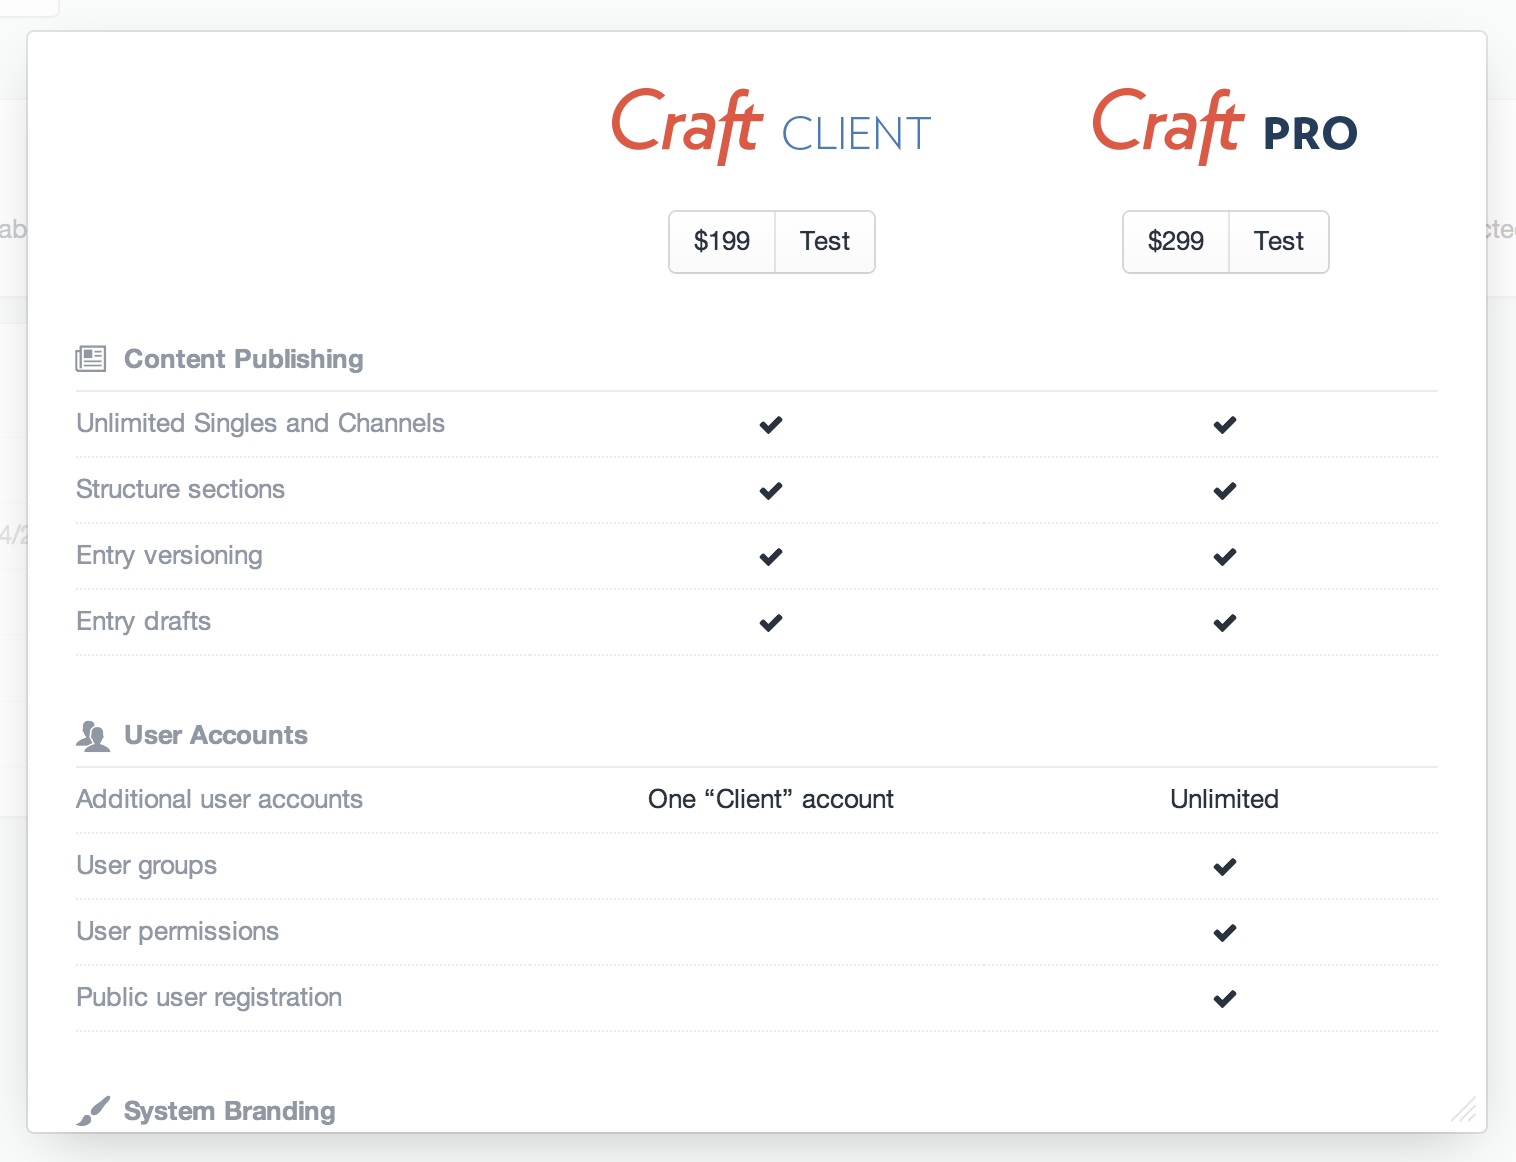 Craft CLIENT
Craft PRO
$199 Test
$299 Test
Content Publishing
Unlimited Singles and Channels
Structure sections
Entry versioning
Entry drafts
User Accounts
Additional user accounts One “Client” account Unlimited
User groups
User permissions
Public user registration
System Branding